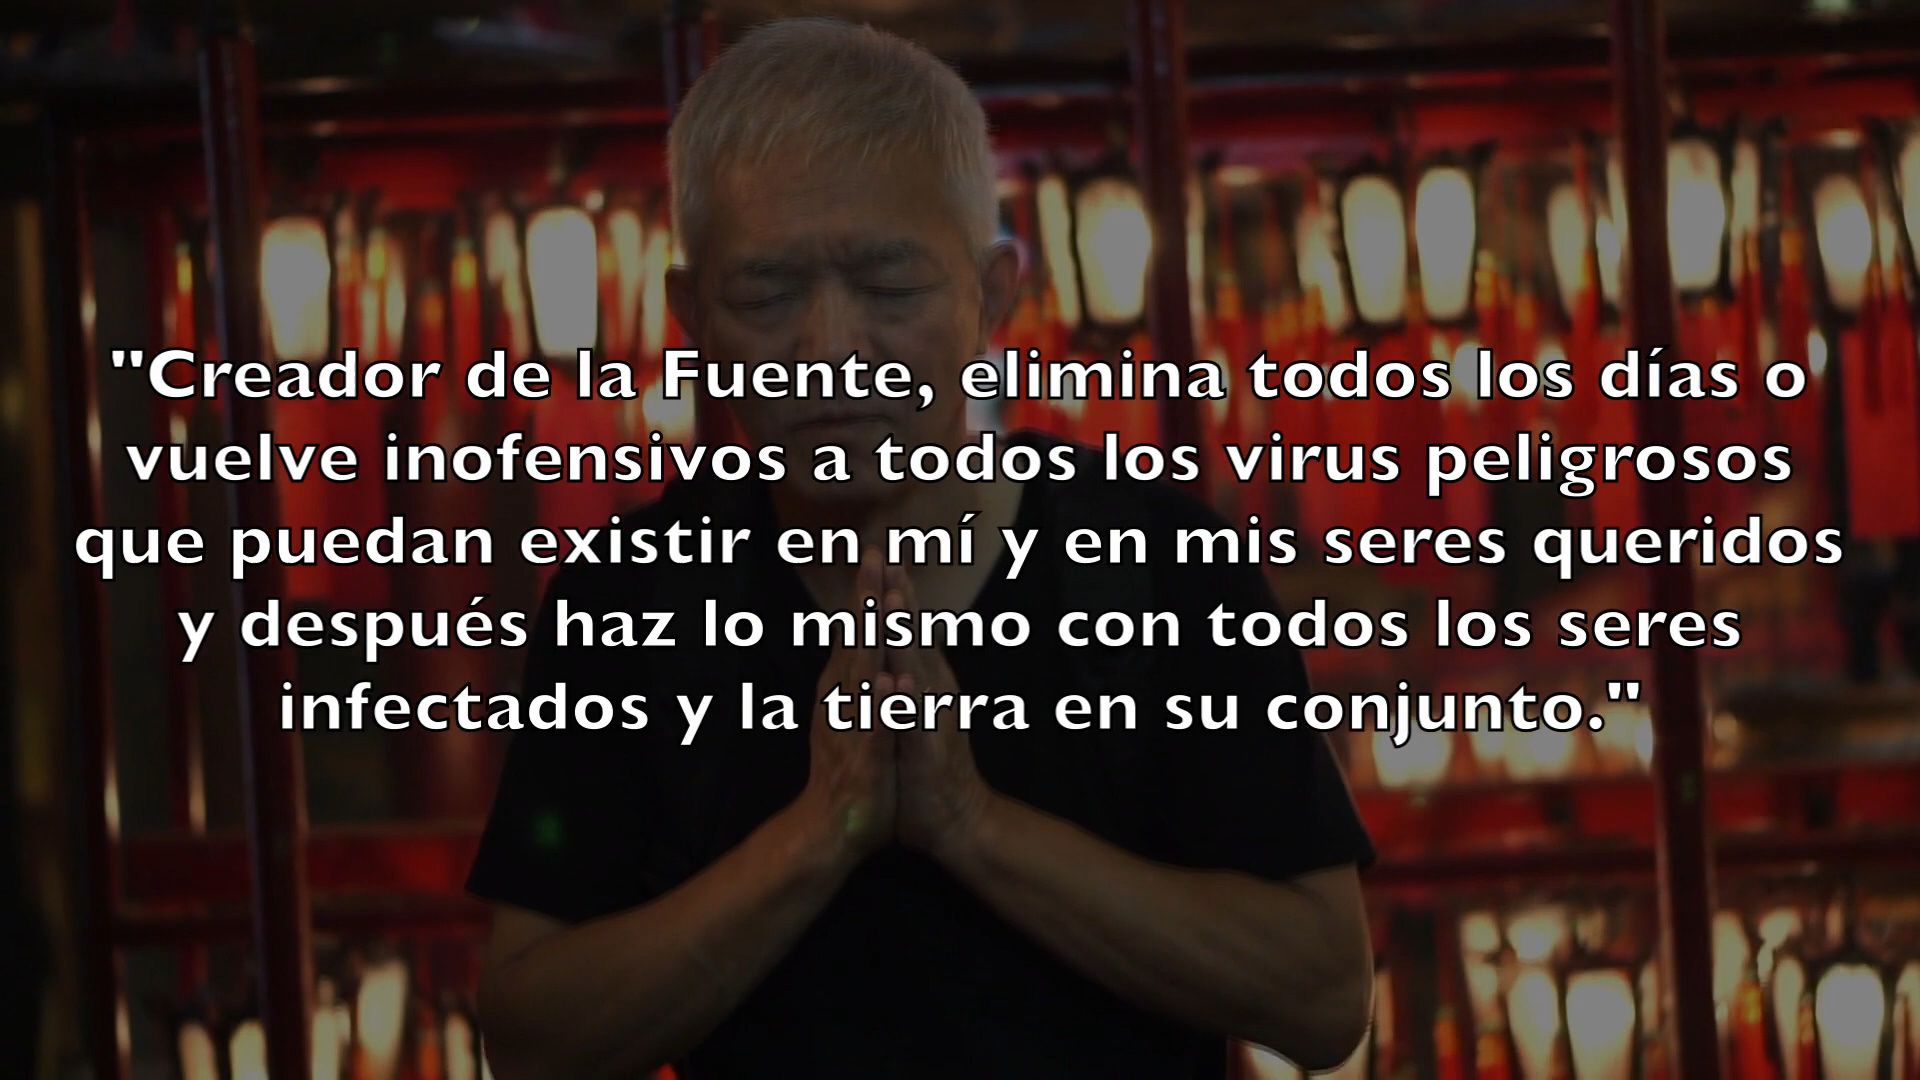 "Creador de la Fuente, elimina todos los días o
vuelve inofensivos a todos los virus peligrosos
que puedan existir en mí y en mis seres queridos
y después haz lo mismo con todos los seres
infectados y la tierra en su conjunto."